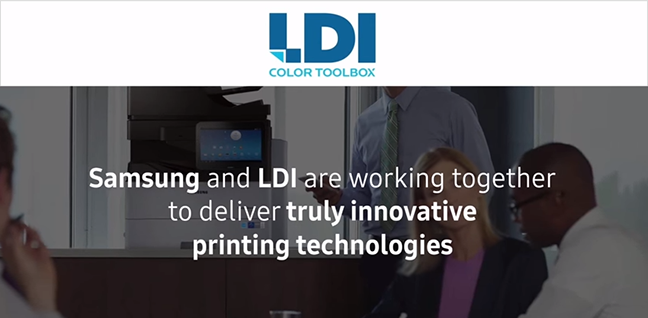 LDI
COLOR TOOLBOX
Samsung and LDI are working together
to deliver truly innovative
printing technologies